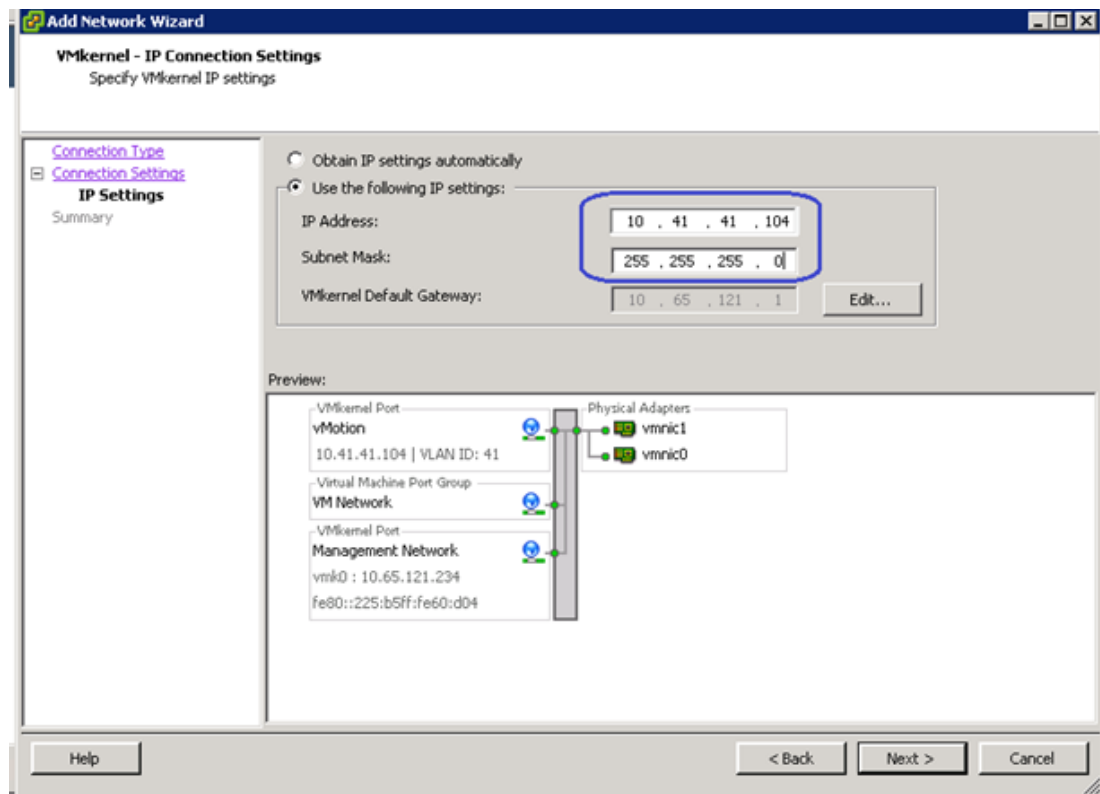 Add Network Wizard
VMkernel - IP Connection Settings
Specify VMkernel IP settings
Connection Type
Connection Settings
IP Settings
Summary
Obtain IP settings automatically
Use the following IP settings:
IP Address:
10 . 41 . 41 . 104
Subnet Mask:
255 . 255 . 255 . 0
VMkernel Default Gateway:
10 . 65 . 121 . 1
Edit...
Preview:
VMkernel Port
vMotion
10.41.41.104 | VLAN ID: 41
Virtual Machine Port Group
VM Network
VMkernel Port
Management Network
vmk0 : 10.65.121.234
fe80::225:b5ff:fe60:d04
Physical Adapters
vmnic1
vmnic0
Help
< Back
Next >
Cancel